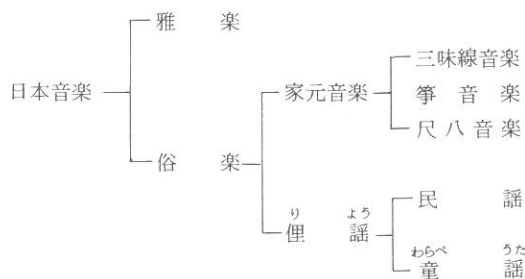 雅楽
三味線音楽
日本音楽
家元音楽
箏音楽
尺八音楽
俗楽
り よう
俚謡
民謡
わらべ うた
童謡